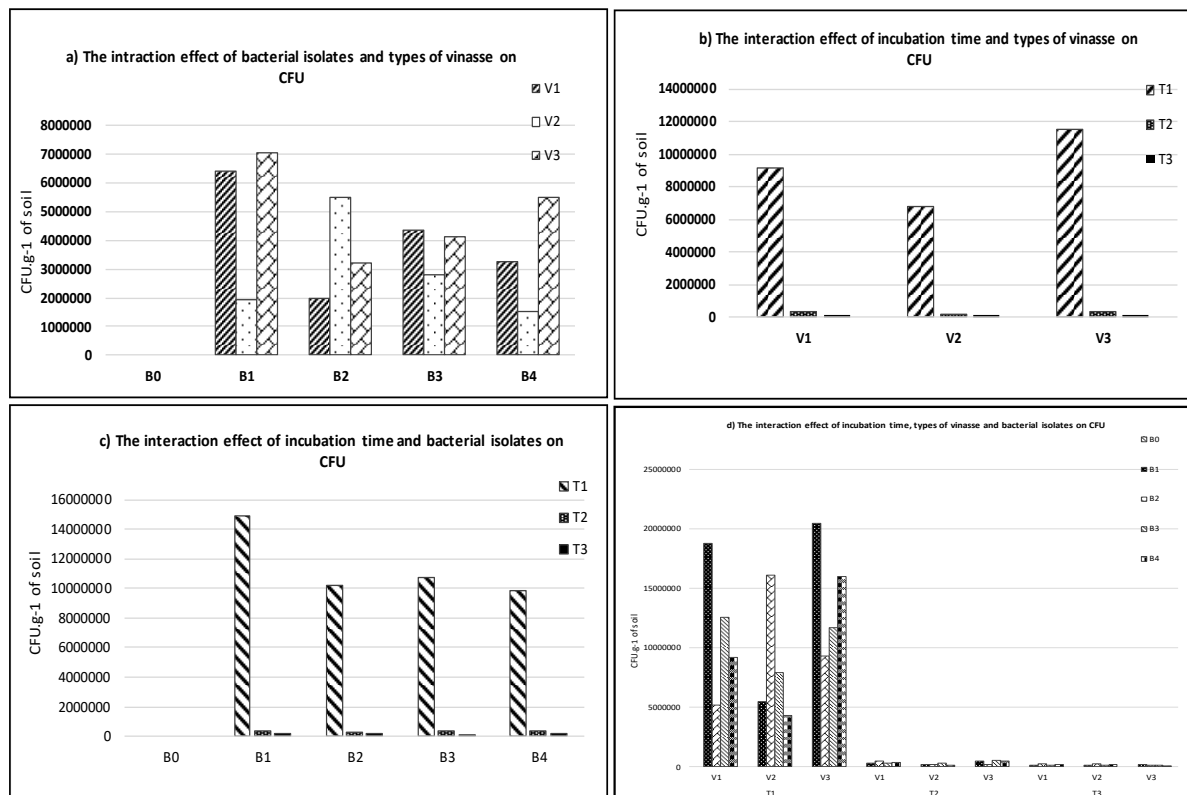 a) The intraction effect of bacterial isolates and types of vinasse on
CFU
V1
V2
V3
8000000
7000000
6000000
5000000
4000000
3000000
2000000
1000000
0
CFU.g-1 of soil
B0 B1 B2 B3 B4
b) The interaction effect of incubation time and types of vinasse on
CFU
T1
T2
T3
14000000
12000000
10000000
8000000
6000000
4000000
2000000
0
CFU.g-1 of soil
V1 V2 V3
c) The interaction effect of incubation time and bacterial isolates on
CFU
T1
T2
T3
16000000
14000000
12000000
10000000
8000000
6000000
4000000
2000000
0
CFU.g-1 of soil
B0 B1 B2 B3 B4
d) The interaction effect of incubation time, types of vinasse and bacterial isolates on CFU
B0
B1
B2
B3
B4
25000000
20000000
15000000
10000000
5000000
0
CFU.g-1 of soil
V1 V2 V3 V1 V2 V3 V1 V2 V3
T1 T2 T3